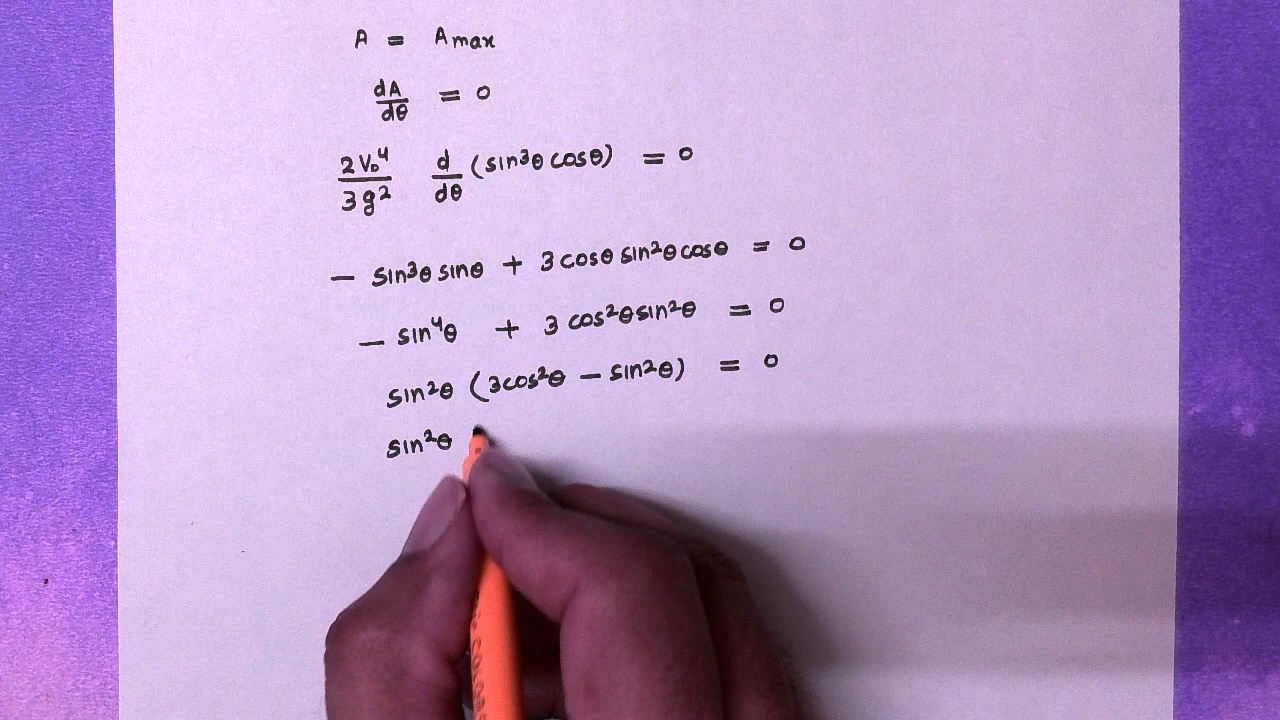 A = Amax
dA/dθ = 0
2V₀⁴/3g² d/dθ (sin³θ cosθ) = 0
− sin³θ sinθ + 3 cosθ sin²θ cosθ = 0
− sin⁴θ + 3 cos²θ sin²θ = 0
sin²θ (3cos²θ − sin²θ) = 0
sin²θ